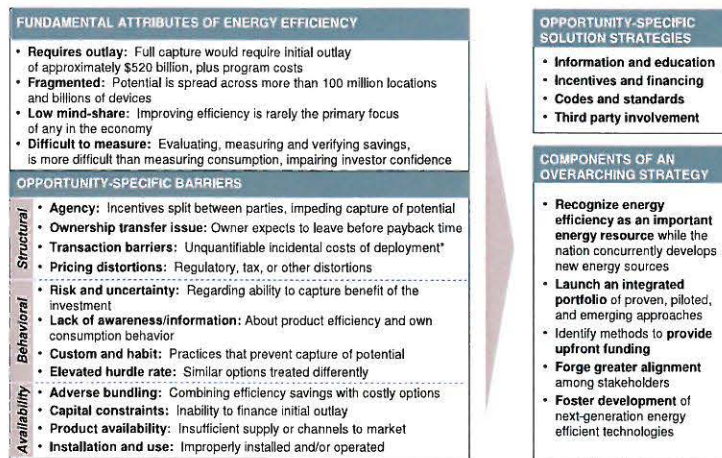 FUNDAMENTAL ATTRIBUTES OF ENERGY EFFICIENCY
• Requires outlay: Full capture would require initial outlay
of approximately $520 billion, plus program costs
• Fragmented: Potential is spread across more than 100 million locations
and billions of devices
• Low mind-share: Improving efficiency is rarely the primary focus
of any in the economy
• Difficult to measure: Evaluating, measuring and verifying savings,
is more difficult than measuring consumption, impairing investor confidence
OPPORTUNITY-SPECIFIC BARRIERS
Structural
• Agency: Incentives split between parties, impeding capture of potential
• Ownership transfer issue: Owner expects to leave before payback time
• Transaction barriers: Unquantifiable incidental costs of deployment*
• Pricing distortions: Regulatory, tax, or other distortions
Behavioral
• Risk and uncertainty: Regarding ability to capture benefit of the
investment
• Lack of awareness/information: About product efficiency and own
consumption behavior
• Custom and habit: Practices that prevent capture of potential
• Elevated hurdle rate: Similar options treated differently
Availability
• Adverse bundling: Combining efficiency savings with costly options
• Capital constraints: Inability to finance initial outlay
• Product availability: Insufficient supply or channels to market
• Installation and use: Improperly installed and/or operated
OPPORTUNITY-SPECIFIC
SOLUTION STRATEGIES
• Information and education
• Incentives and financing
• Codes and standards
• Third party involvement
COMPONENTS OF AN
OVERARCHING STRATEGY
• Recognize energy
efficiency as an important
energy resource while the
nation concurrently develops
new energy sources
• Launch an integrated
portfolio of proven, piloted,
and emerging approaches
• Identify methods to provide
upfront funding
• Forge greater alignment
among stakeholders
• Foster development of
next-generation energy
efficient technologies